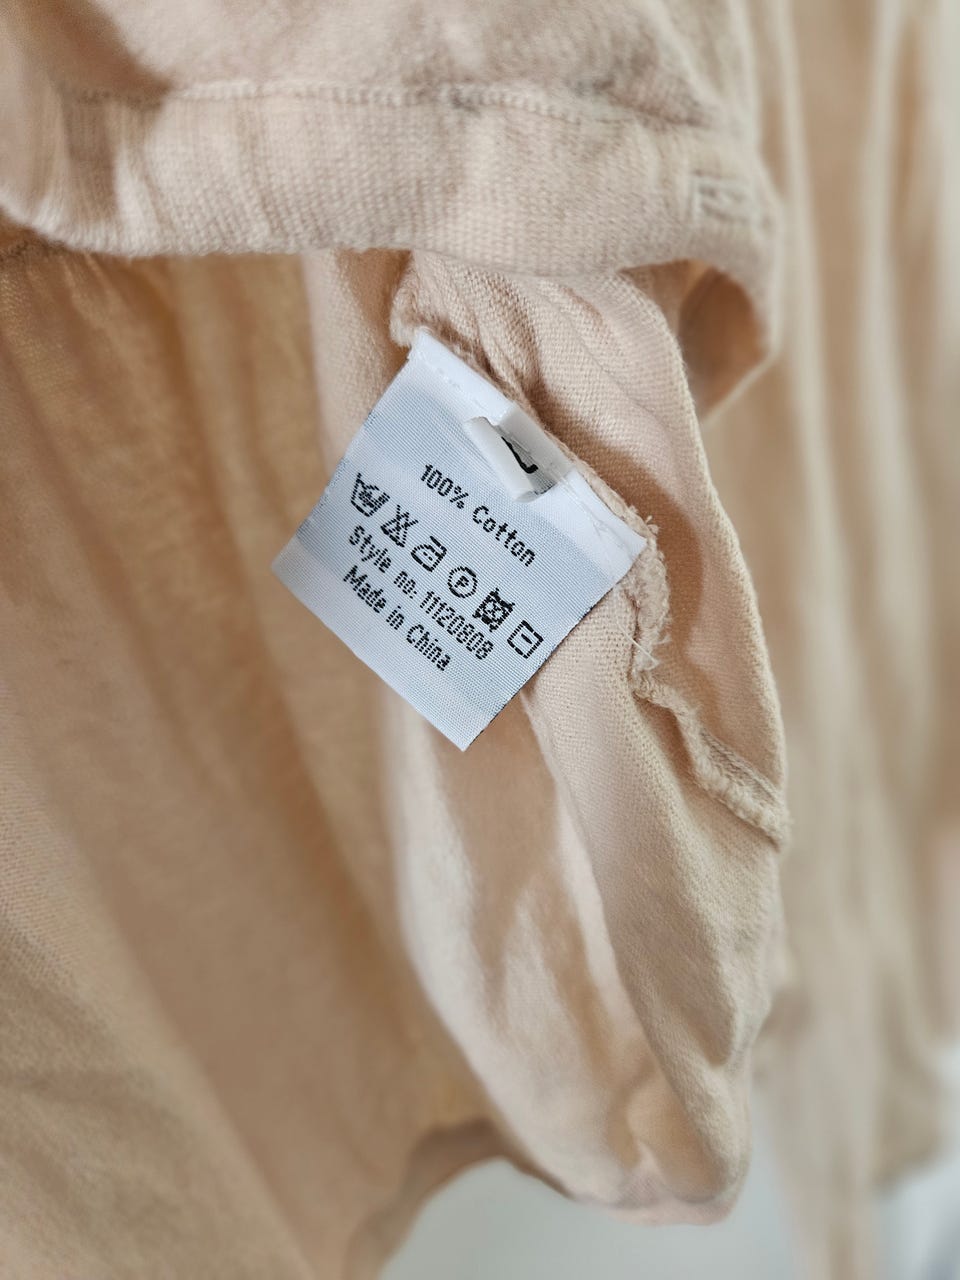 100% Cotton
Style no. 11120808
Made in China